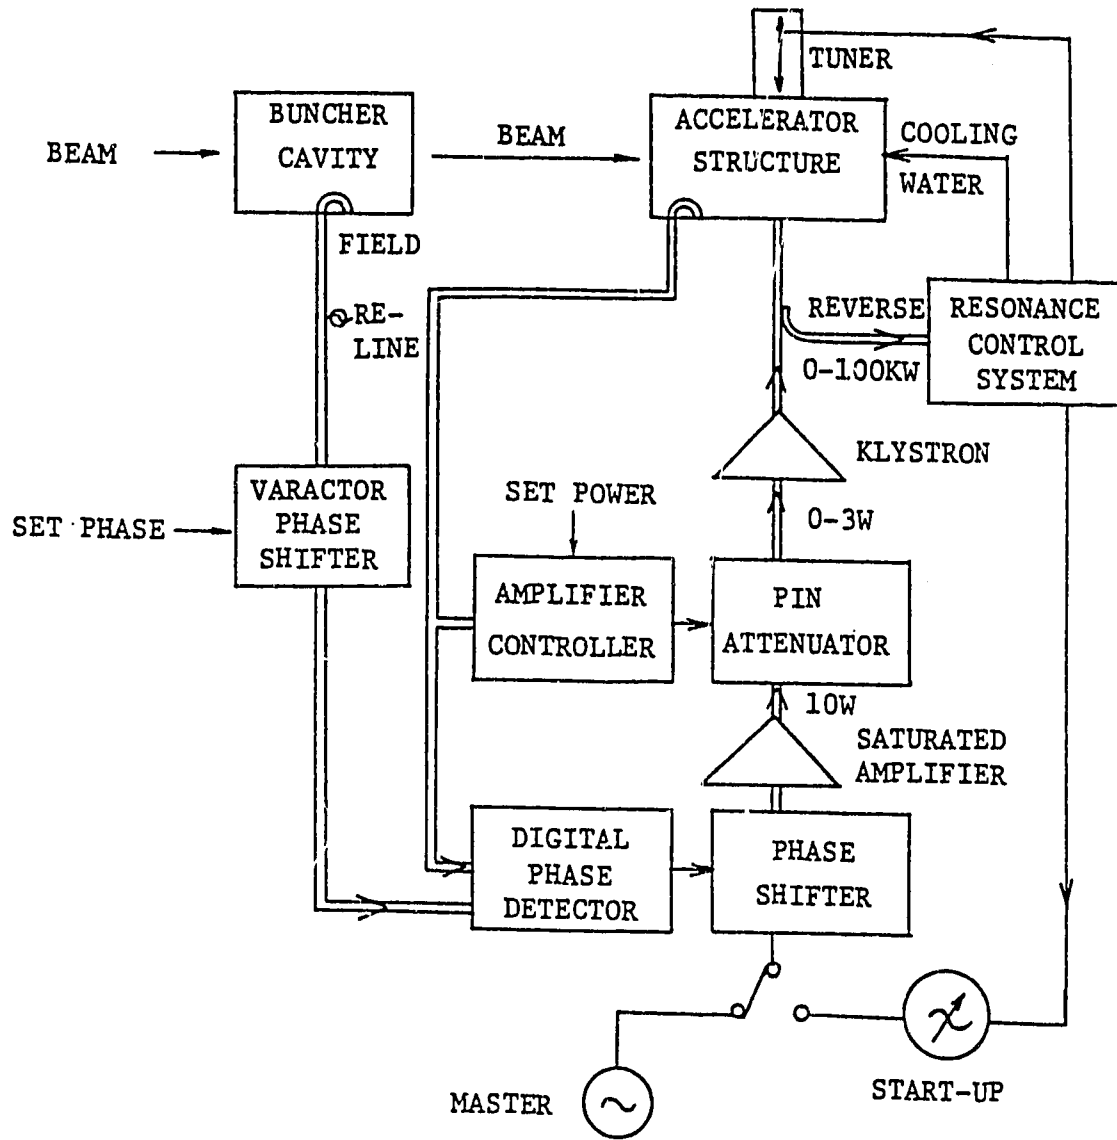 TUNER
BUNCHER
CAVITY
BEAM
BEAM
ACCELERATOR
STRUCTURE
COOLING
WATER
FIELD
RE-
LINE
REVERSE
0-100KW
RESONANCE
CONTROL
SYSTEM
KLYSTRON
VARACTOR
PHASE
SHIFTER
SET PHASE
SET POWER
0-3W
AMPLIFIER
CONTROLLER
PIN
ATTENUATOR
10W
SATURATED
AMPLIFIER
DIGITAL
PHASE
DETECTOR
PHASE
SHIFTER
MASTER
START-UP